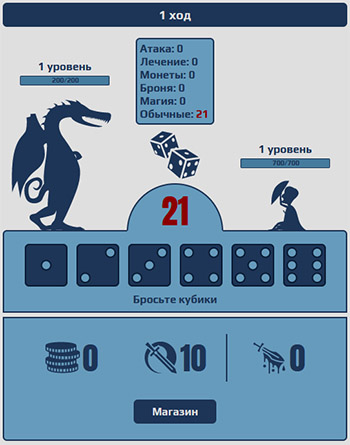 1 ход
1 уровень
200/200
Атака: 0
Лечение: 0
Монеты: 0
Броня: 0
Магия: 0
Обычные: 21
1 уровень
700/700
21
Бросьте кубики
0
10
0
Магазин